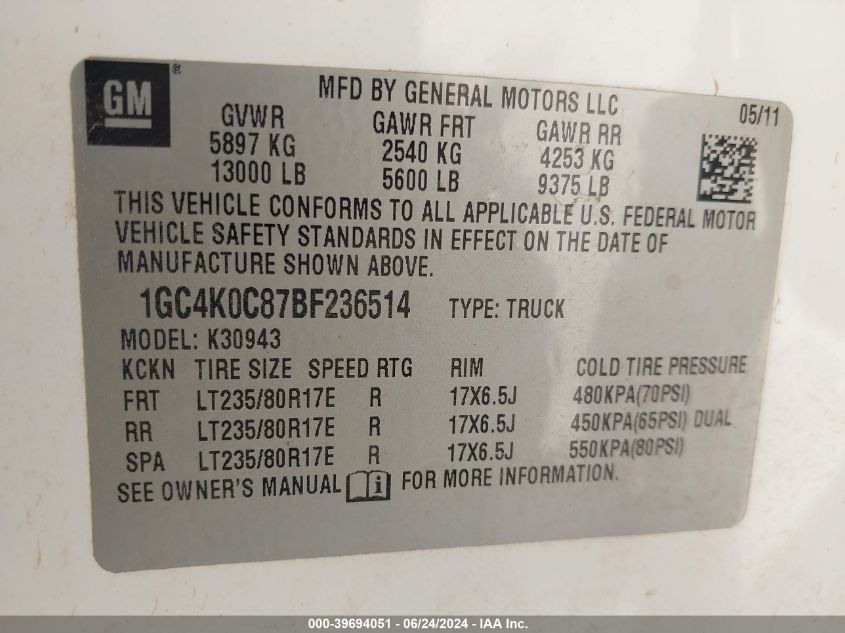 GM ®
MFD BY GENERAL MOTORS LLC
05/11
GVWR GAWR FRT GAWR RR
5897 KG 2540 KG 4253 KG
13000 LB 5600 LB 9375 LB
THIS VEHICLE CONFORMS TO ALL APPLICABLE U.S. FEDERAL MOTOR
VEHICLE SAFETY STANDARDS IN EFFECT ON THE DATE OF
MANUFACTURE SHOWN ABOVE.
1GC4K0C87BF236514 TYPE: TRUCK
MODEL: K30943
KCKN TIRE SIZE SPEED RTG RIM COLD TIRE PRESSURE
FRT LT235/80R17E R 17X6.5J 480KPA(70PSI)
RR LT235/80R17E R 17X6.5J 450KPA(65PSI) DUAL
SPA LT235/80R17E R 17X6.5J 550KPA(80PSI)
SEE OWNER'S MANUAL i FOR MORE INFORMATION.
000-39694051 - 06/24/2024 - IAA Inc.